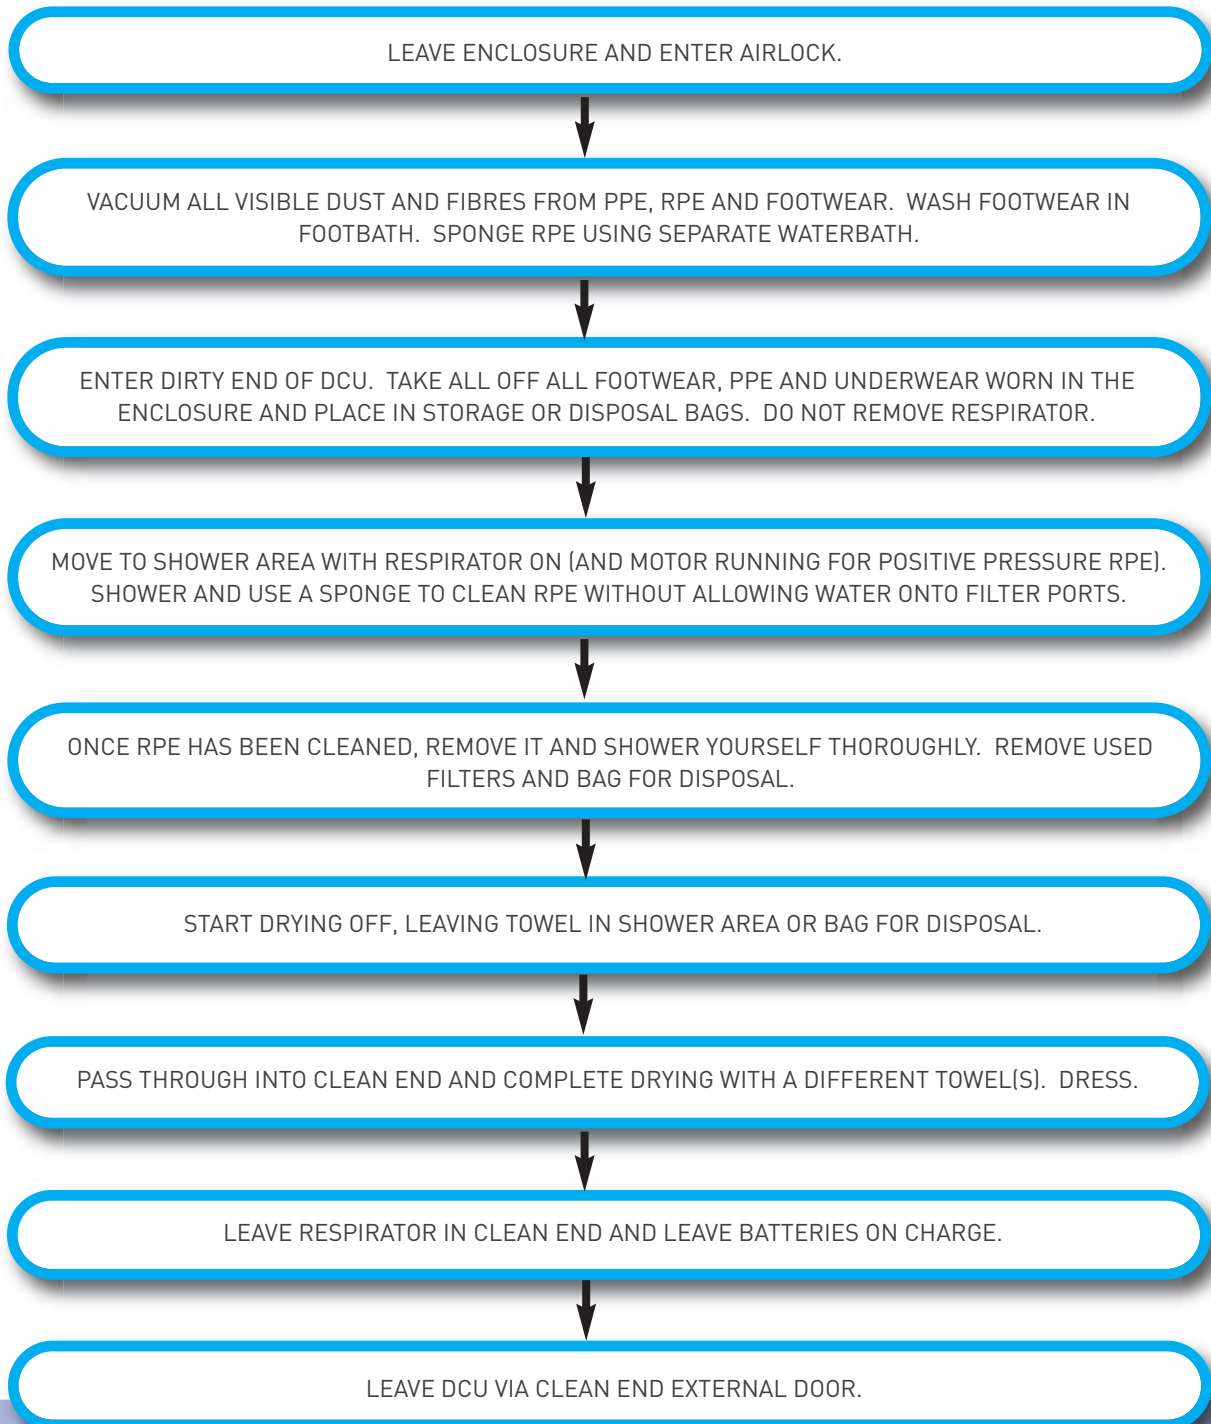 LEAVE ENCLOSURE AND ENTER AIRLOCK.
VACUUM ALL VISIBLE DUST AND FIBRES FROM PPE, RPE AND FOOTWEAR. WASH FOOTWEAR IN
FOOTBATH. SPONGE RPE USING SEPARATE WATERBATH.
ENTER DIRTY END OF DCU. TAKE ALL OFF ALL FOOTWEAR, PPE AND UNDERWEAR WORN IN THE
ENCLOSURE AND PLACE IN STORAGE OR DISPOSAL BAGS. DO NOT REMOVE RESPIRATOR.
MOVE TO SHOWER AREA WITH RESPIRATOR ON (AND MOTOR RUNNING FOR POSITIVE PRESSURE RPE).
SHOWER AND USE A SPONGE TO CLEAN RPE WITHOUT ALLOWING WATER ONTO FILTER PORTS.
ONCE RPE HAS BEEN CLEANED, REMOVE IT AND SHOWER YOURSELF THOROUGHLY. REMOVE USED
FILTERS AND BAG FOR DISPOSAL.
START DRYING OFF, LEAVING TOWEL IN SHOWER AREA OR BAG FOR DISPOSAL.
PASS THROUGH INTO CLEAN END AND COMPLETE DRYING WITH A DIFFERENT TOWEL(S). DRESS.
LEAVE RESPIRATOR IN CLEAN END AND LEAVE BATTERIES ON CHARGE.
LEAVE DCU VIA CLEAN END EXTERNAL DOOR.